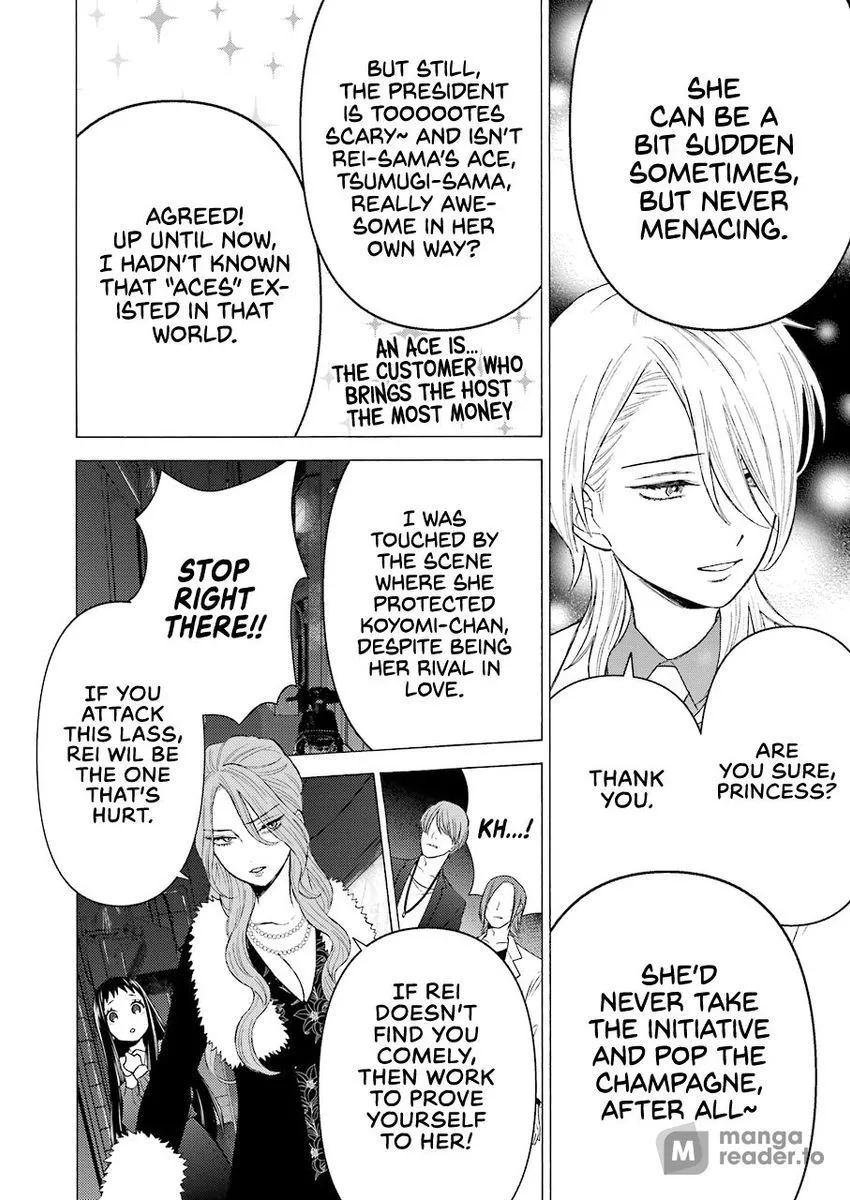 SHE
CAN BE A
BIT SUDDEN
SOMETIMES,
BUT NEVER
MENACING.
ARE
YOU SURE,
PRINCESS?
THANK
YOU.
SHE'D
NEVER TAKE
THE INITIATIVE
AND POP THE
CHAMPAGNE,
AFTER ALL~
BUT STILL,
THE PRESIDENT
IS TOOOOOTES
SCARY~ AND ISN'T
REI-SAMA'S ACE,
TSUMUGI-SAMA,
REALLY AWE-
SOME IN HER
OWN WAY?
AN ACE IS...
THE CUSTOMER WHO
BRINGS THE HOST
THE MOST MONEY
AGREED!
UP UNTIL NOW,
I HADN'T KNOWN
THAT "ACES" EX-
ISTED IN THAT
WORLD.
I WAS
TOUCHED BY
THE SCENE
WHERE SHE
PROTECTED
KOYOMI-CHAN,
DESPITE BEING
HER RIVAL IN
LOVE.
STOP
RIGHT
THERE!!
IF YOU
ATTACK
THIS LASS,
REI WIL BE
THE ONE
THAT'S
HURT.
KH...!
IF REI
DOESN'T
FIND YOU
COMELY,
THEN WORK
TO PROVE
YOURSELF
TO HER!
M manga
reader.to